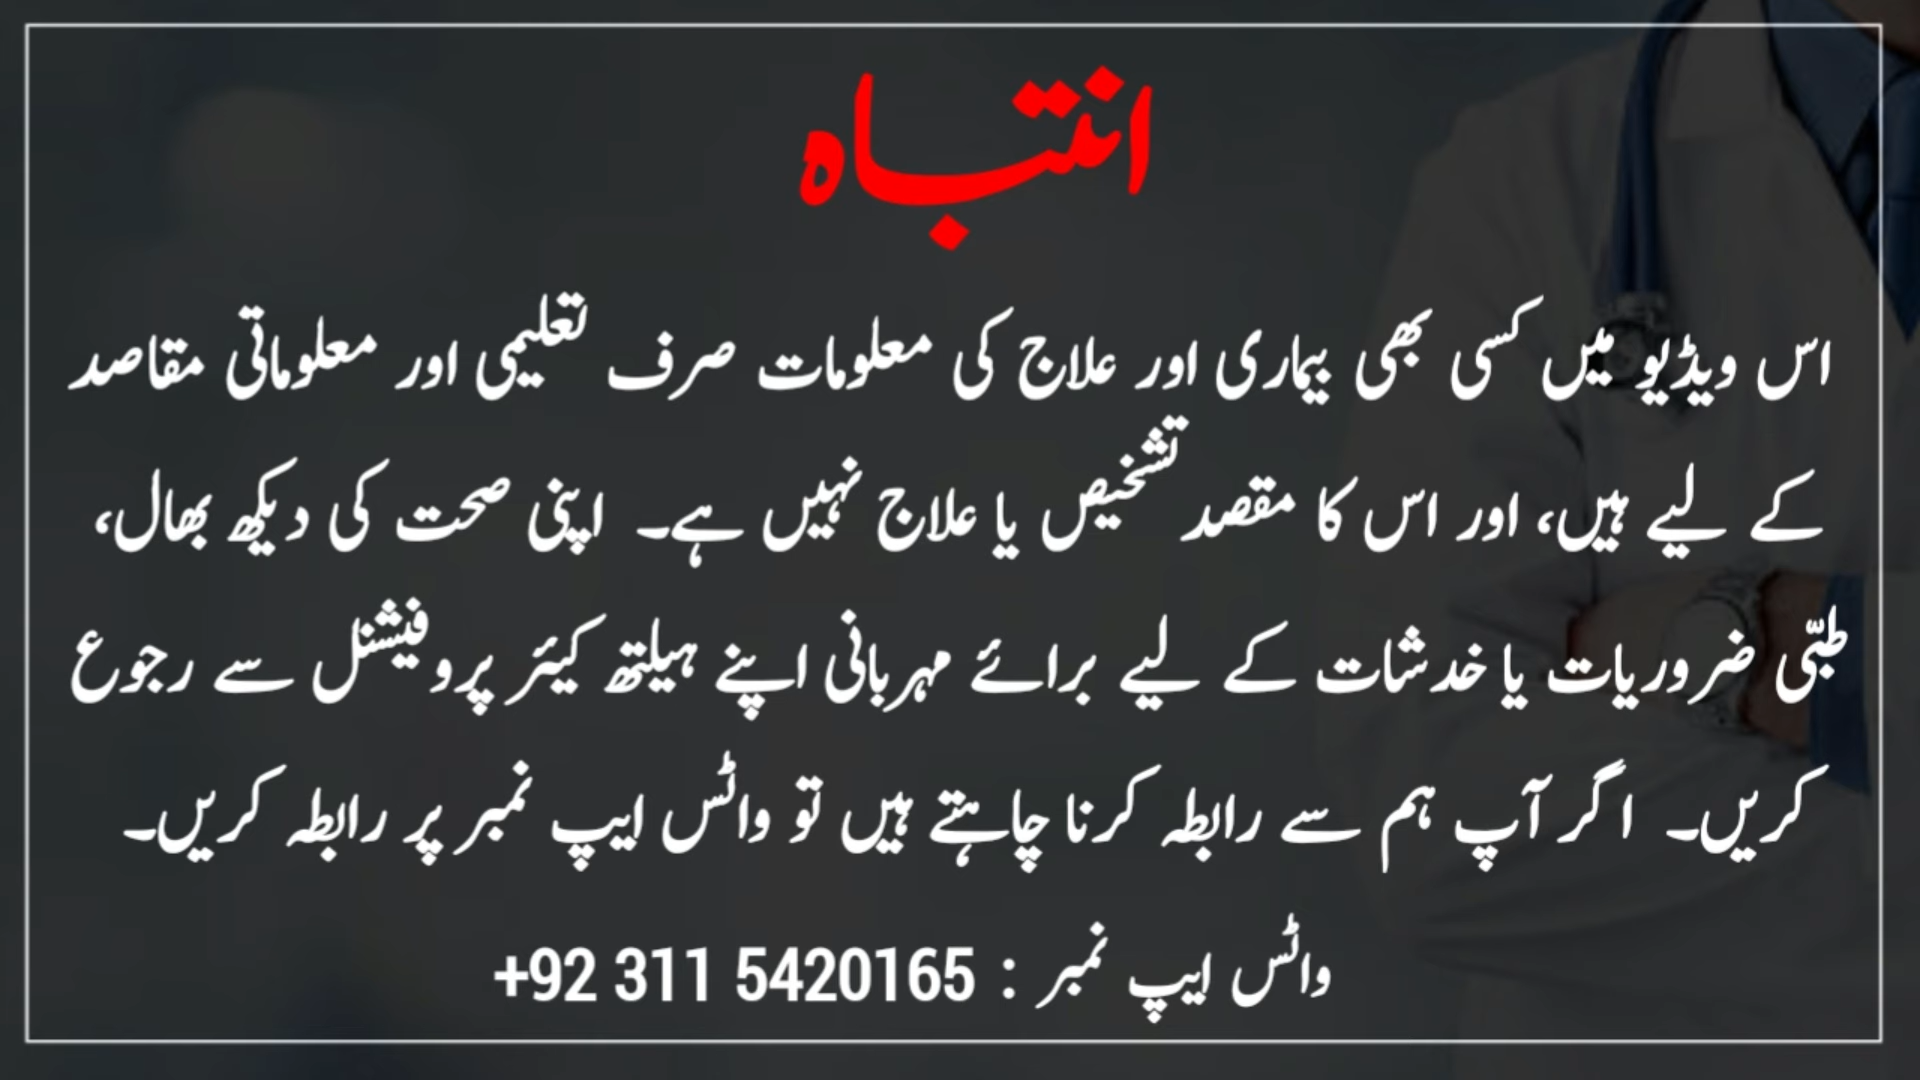 انتباہ
اس ویڈیو میں کسی بھی بیماری اور علاج کی معلومات صرف تعلیمی اور معلوماتی مقاصد
کے لیے ہیں، اور اس کا مقصد تشخیص یا علاج نہیں ہے۔ اپنی صحت کی دیکھ بھال،
طبّی ضروریات یا خدشات کے لیے برائے مہربانی اپنے ہیلتھ کیئر پروفیشنل سے رجوع
کریں۔ اگر آپ ہم سے رابطہ کرنا چاہتے ہیں تو واٹس ایپ نمبر پر رابطہ کریں۔
واٹس ایپ نمبر : +92 311 5420165